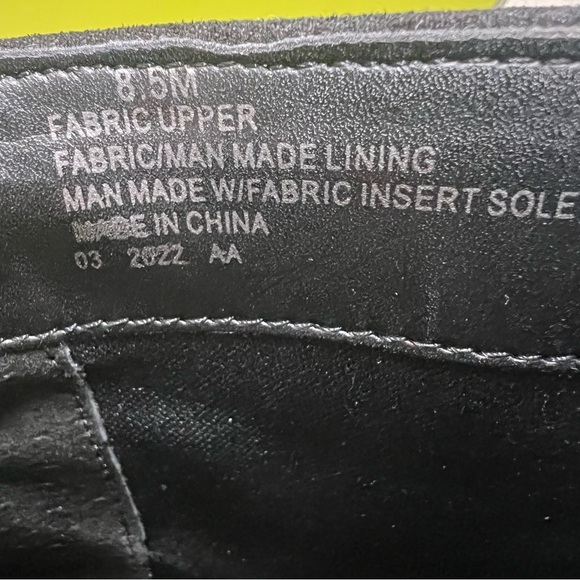 8.5M
FABRIC UPPER
FABRIC/MAN MADE LINING
MAN MADE W/FABRIC INSERT SOLE
MADE IN CHINA
03 2022 AA